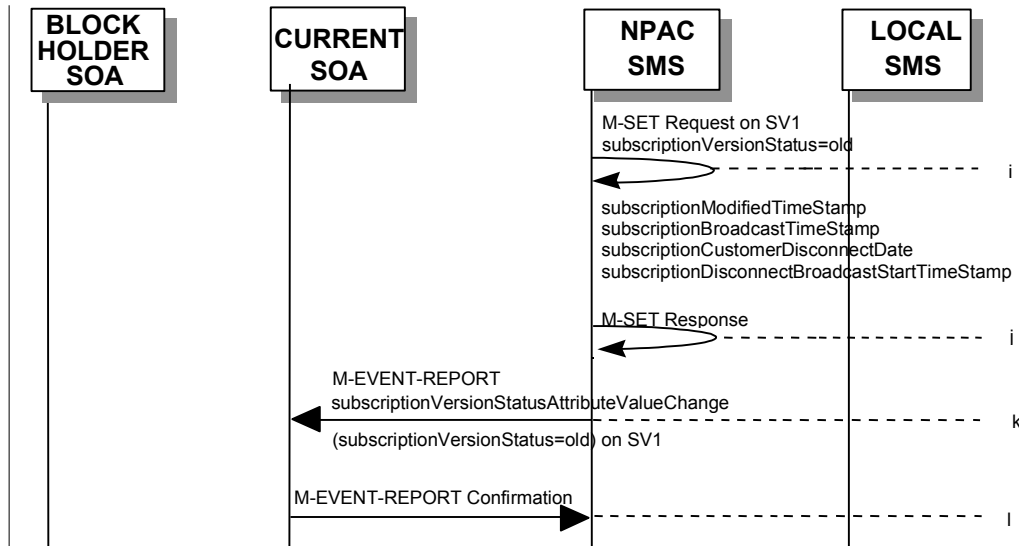 BLOCK
HOLDER
SOA
CURRENT
SOA
NPAC
SMS
LOCAL
SMS
M-SET Request on SV1
subscriptionVersionStatus=old
i
subscriptionModifiedTimeStamp
subscriptionBroadcastTimeStamp
subscriptionCustomerDisconnectDate
subscriptionDisconnectBroadcastStartTimeStamp
M-SET Response
j
M-EVENT-REPORT
subscriptionVersionStatusAttributeValueChange
k
(subscriptionVersionStatus=old) on SV1
M-EVENT-REPORT Confirmation
l